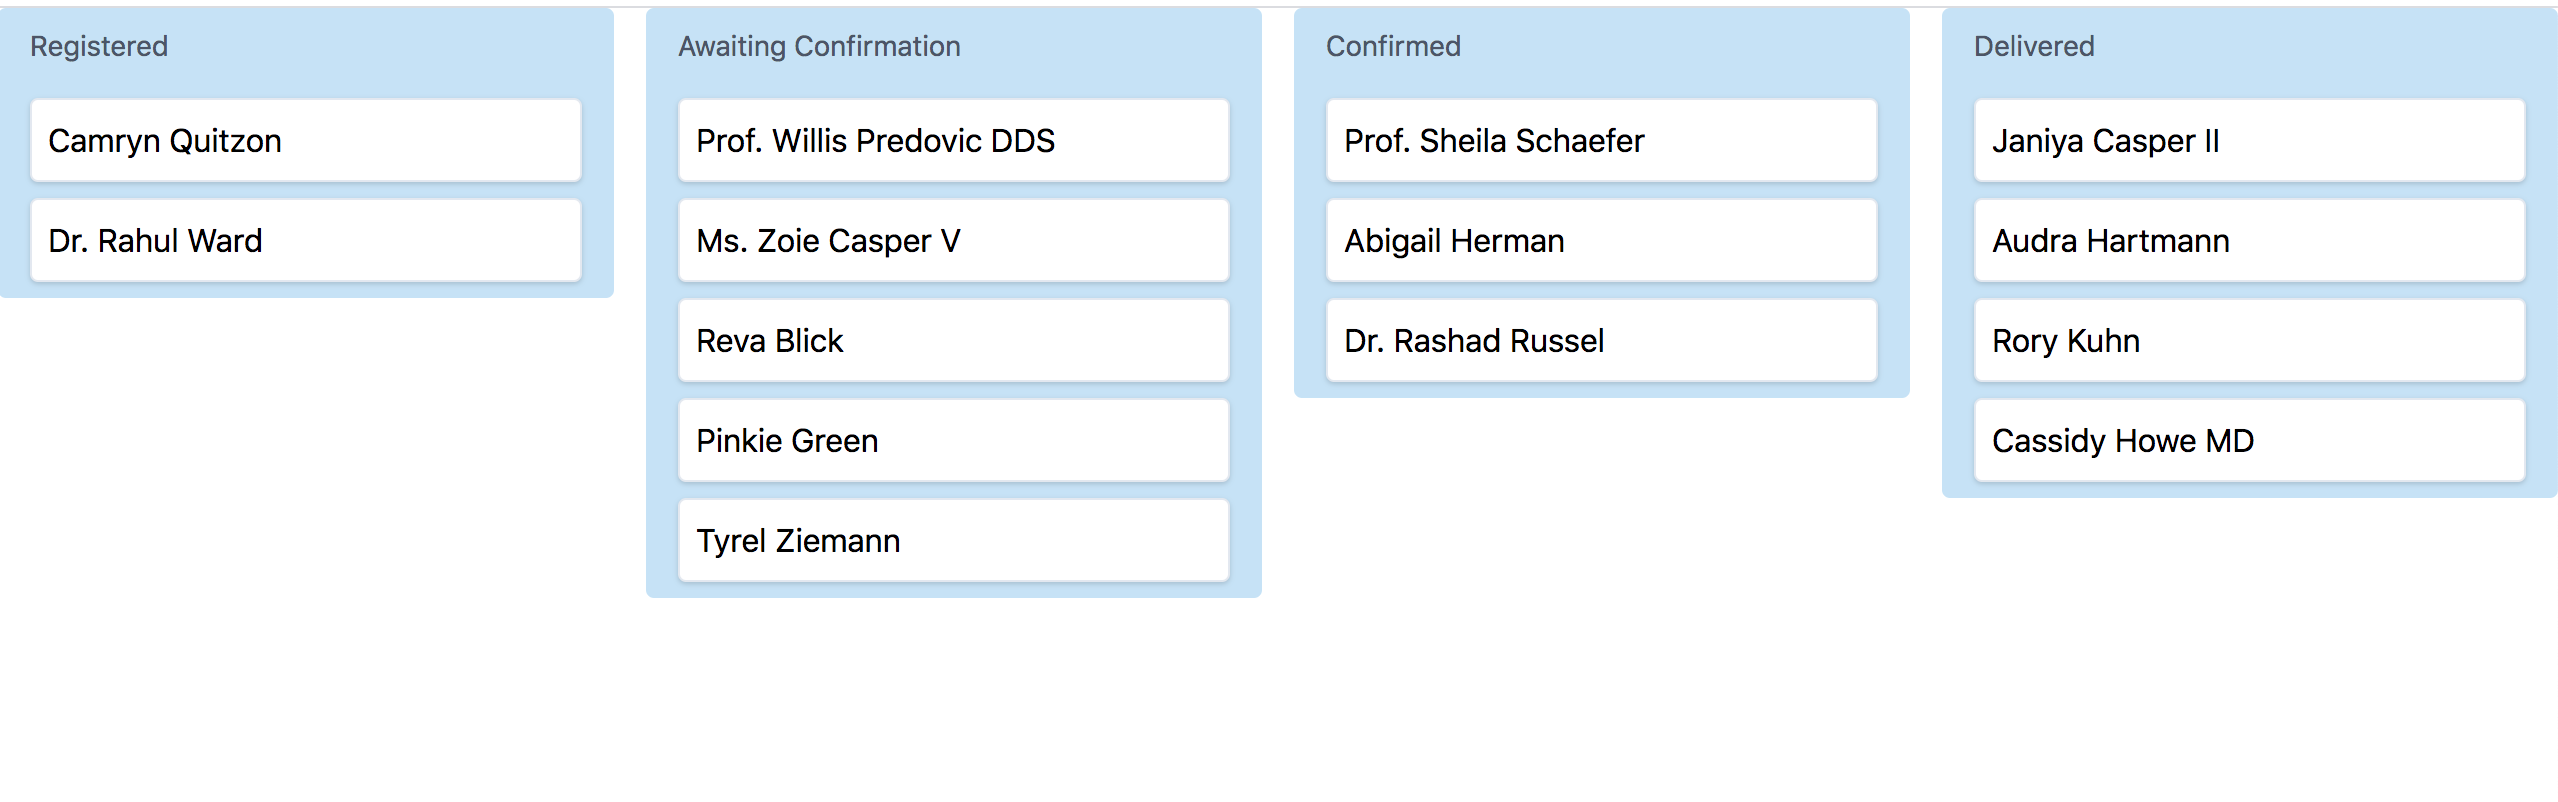 Registered
Camryn Quitzon
Dr. Rahul Ward
Awaiting Confirmation
Prof. Willis Predovic DDS
Ms. Zoie Casper V
Reva Blick
Pinkie Green
Tyrel Ziemann
Confirmed
Prof. Sheila Schaefer
Abigail Herman
Dr. Rashad Russel
Delivered
Janiya Casper II
Audra Hartmann
Rory Kuhn
Cassidy Howe MD